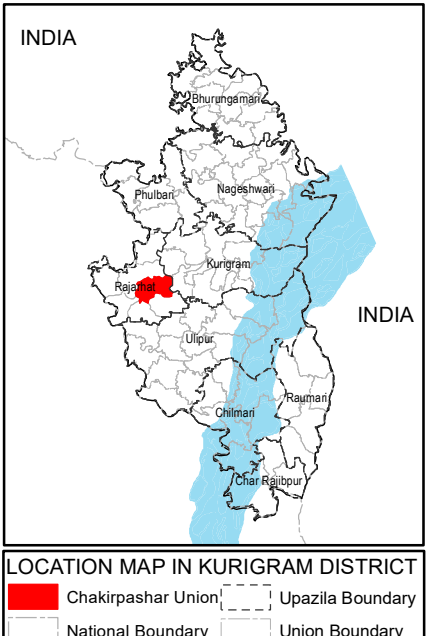 INDIA
Bhurungamari
Phulbari
Nageshwari
Kurigram
Rajarhat
INDIA
Ulipur
Raumari
Chilmari
Char Rajibpur
LOCATION MAP IN KURIGRAM DISTRICT
Chakirpashar Union
Upazila Boundary
National Boundary
Union Boundary